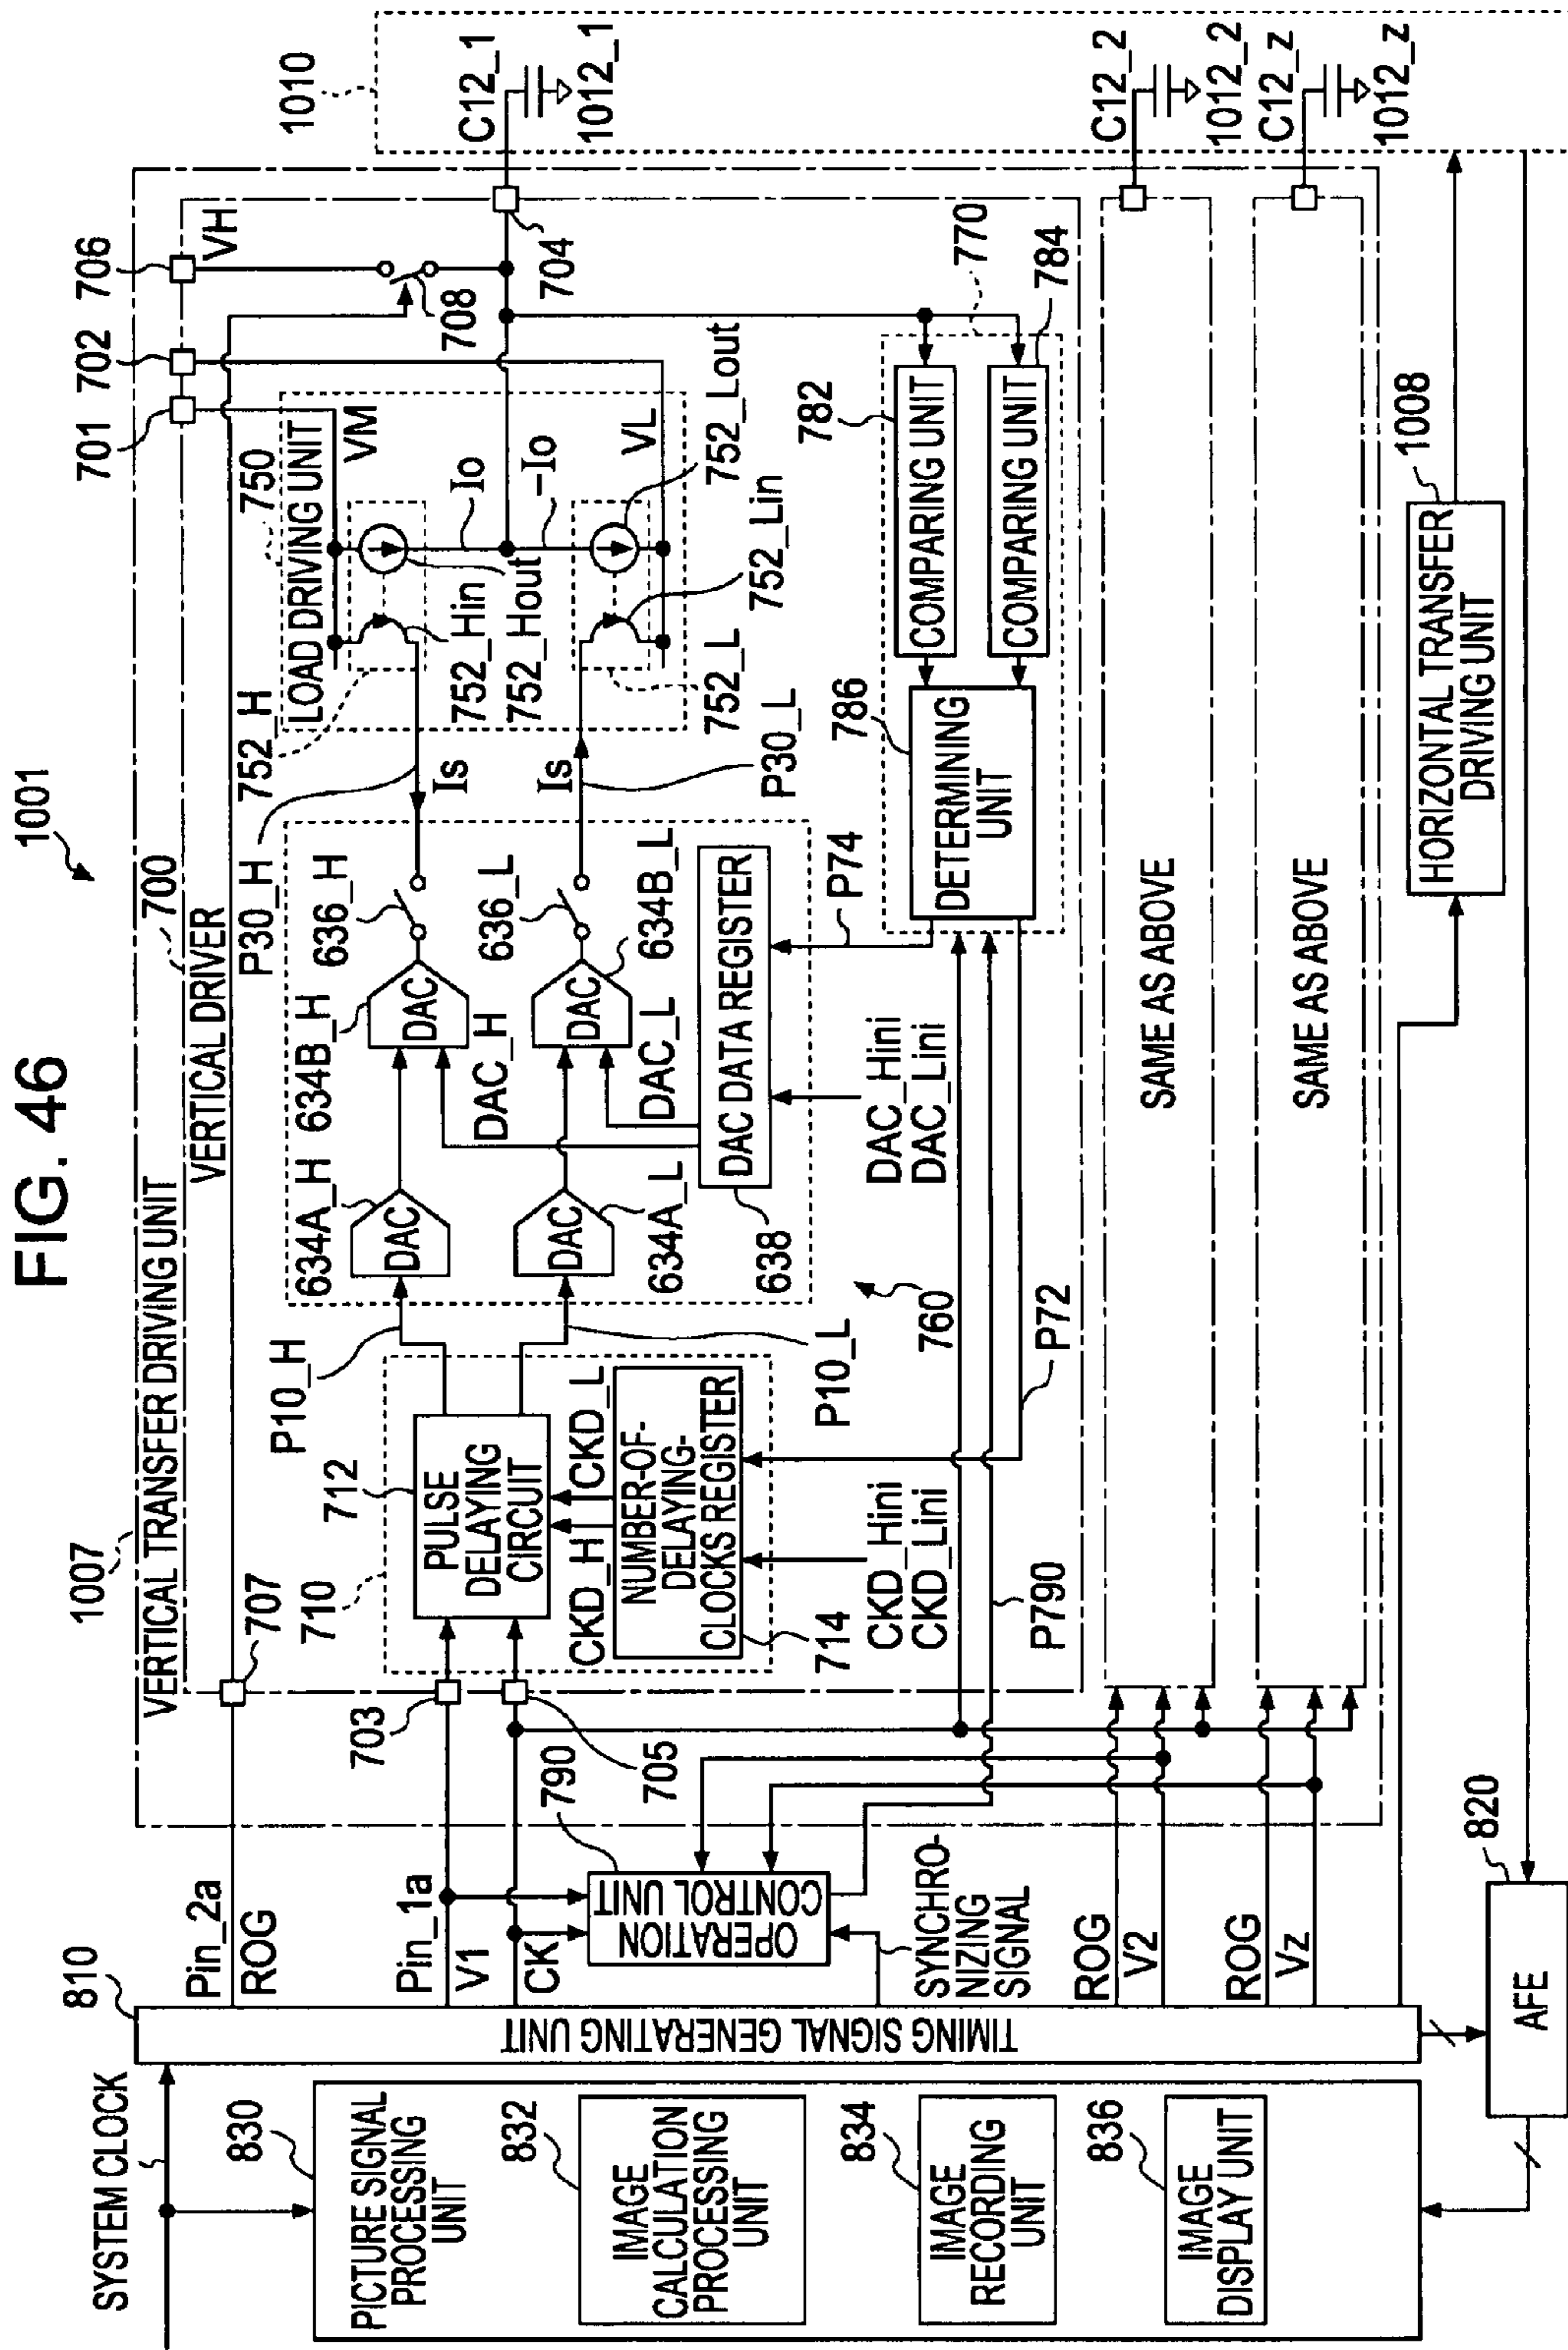 FIG. 46
1001
1007
VERTICAL TRANSFER DRIVING UNIT
700
VERTICAL DRIVER
701
702
706
VH
708
704
1010
C12_1
1012_1
SYSTEM CLOCK
810
TIMING SIGNAL GENERATING UNIT
Pin_2a
ROG
707
Pin_1a
V1
CK
703
705
790
OPERATION
CONTROL UNIT
SYNCHRO-
NIZING
SIGNAL
710
712
PULSE
DELAYING
CIRCUIT
CKD_H
CKD_L
NUMBER-OF-
DELAYING-
CLOCKS REGISTER
714
CKD_Hini
CKD_Lini
P10_H
P10_L
634A_H
DAC
634A_L
DAC
634B_H
DAC
634B_L
DAC
DAC_H
DAC_L
636_H
636_L
DAC DATA REGISTER
638
DAC_Hini
DAC_Lini
760
P30_H
Is
Is
P30_L
752_H
750
LOAD DRIVING UNIT
VM
Io
-Io
VL
752_Hin
752_Hout
752_L
752_Lin
752_Lout
770
782
COMPARING UNIT
784
COMPARING UNIT
786
DETERMINING
UNIT
P74
P72
P790
ROG
V2
SAME AS ABOVE
C12_2
1012_2
ROG
Vz
SAME AS ABOVE
C12_z
1012_z
1008
HORIZONTAL TRANSFER
DRIVING UNIT
820
AFE
830
PICTURE SIGNAL
PROCESSING
UNIT
832
IMAGE
CALCULATION
PROCESSING
UNIT
834
IMAGE
RECORDING
UNIT
836
IMAGE
DISPLAY UNIT